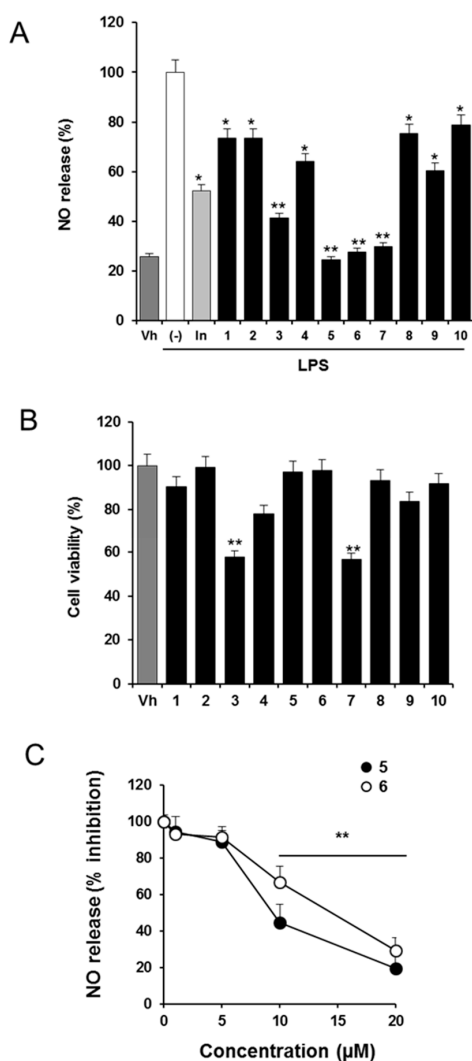 A
NO release (%)
120
100
80
60
40
20
0
* * * ** * ** ** ** * * *
Vh (-) In 1 2 3 4 5 6 7 8 9 10
LPS
B
Cell viability (%)
120
100
80
60
40
20
0
** **
Vh 1 2 3 4 5 6 7 8 9 10
C
5
6
NO release (% inhibition)
120
100
80
60
40
20
0
**
0 5 10 15 20
Concentration (µM)